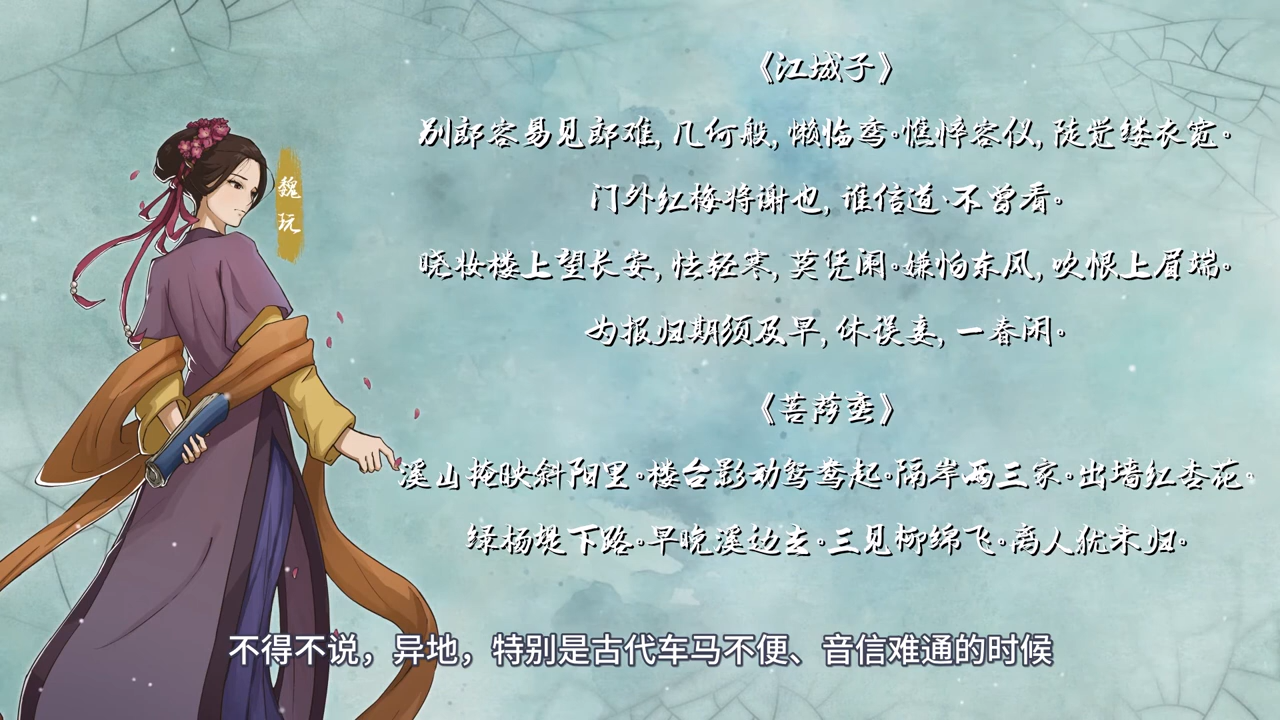 魏玩
《江城子》
别郎容易见郎难,几何般,懒临鸾。憔悴容仪,陡觉缕衣宽。
门外红梅将谢也,谁信道·不曾看。
晓妆楼上望长安,怯轻寒,莫凭阑。嫌怕东风,吹恨上眉端。
为报归期须及早,休误妾,一春闲。
《菩萨蛮》
溪山掩映斜阳里。楼台影动鸳鸯起。隔岸两三家。出墙红杏花。
绿杨堤下路。早晚溪边去。三见柳绵飞。离人犹未归。
不得不说，异地，特别是古代车马不便、音信难通的时候